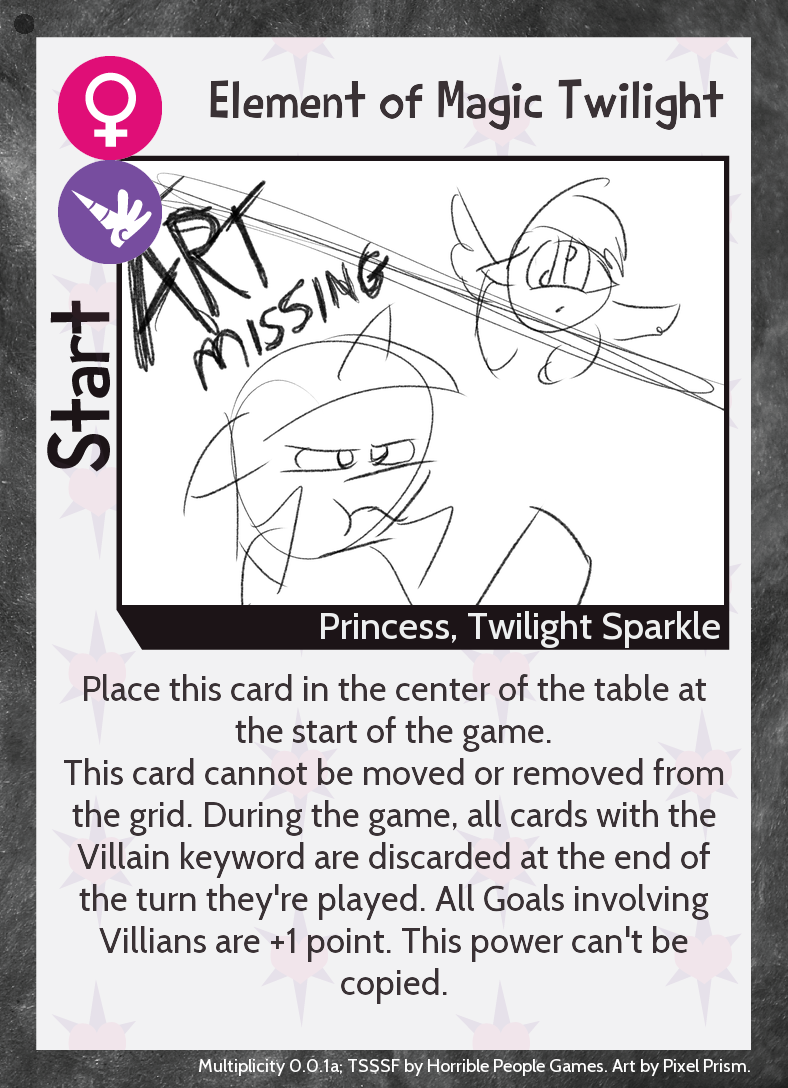 Element of Magic Twilight
ART
MISSING
Start
Princess, Twilight Sparkle
Place this card in the center of the table at
the start of the game.
This card cannot be moved or removed from
the grid. During the game, all cards with the
Villain keyword are discarded at the end of
the turn they're played. All Goals involving
Villians are +1 point. This power can't be
copied.
Multiplicity 0.0.1a; TSSSF by Horrible People Games. Art by Pixel Prism.